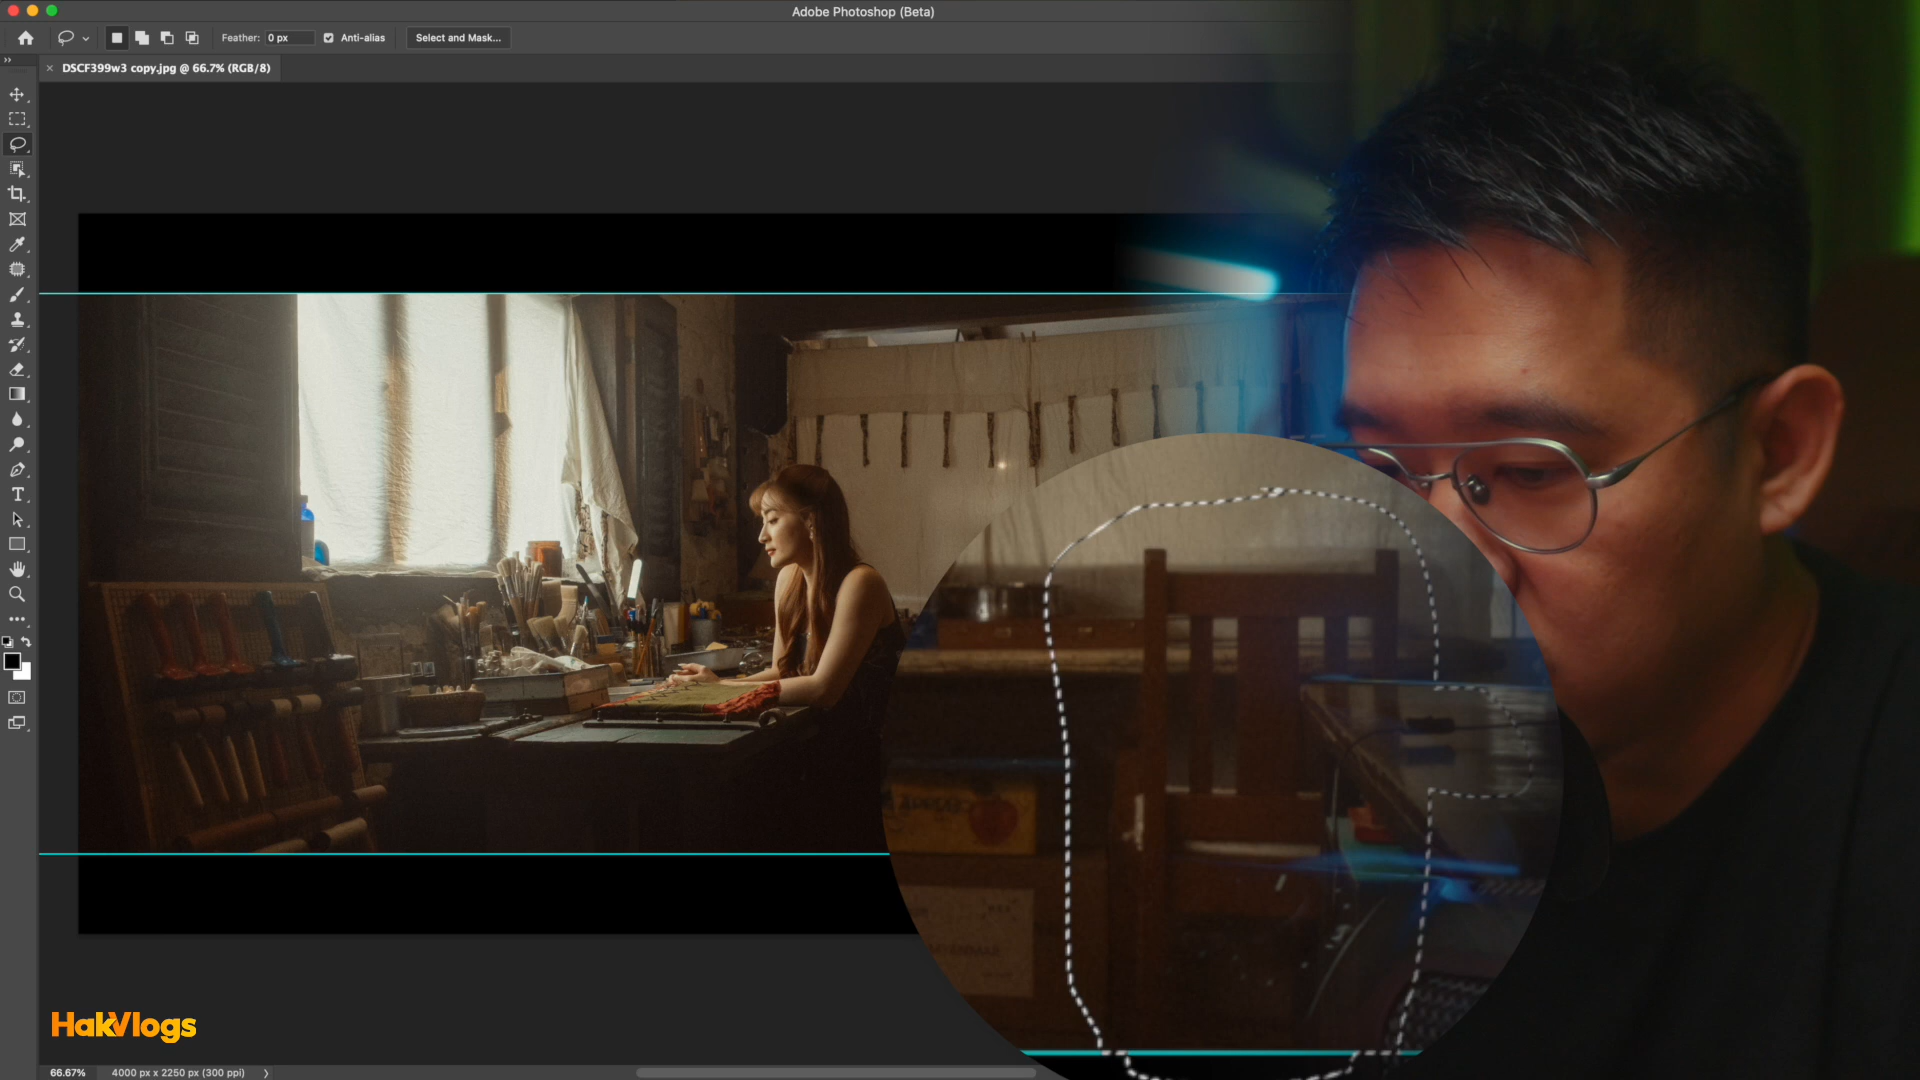 Adobe Photoshop (Beta)
Feather: 0 px Anti-alias Select and Mask...
DSCF399w3 copy.jpg @ 66.7% (RGB/8)
HakVlogs
66.67% 4000 px x 2250 px (300 ppi)